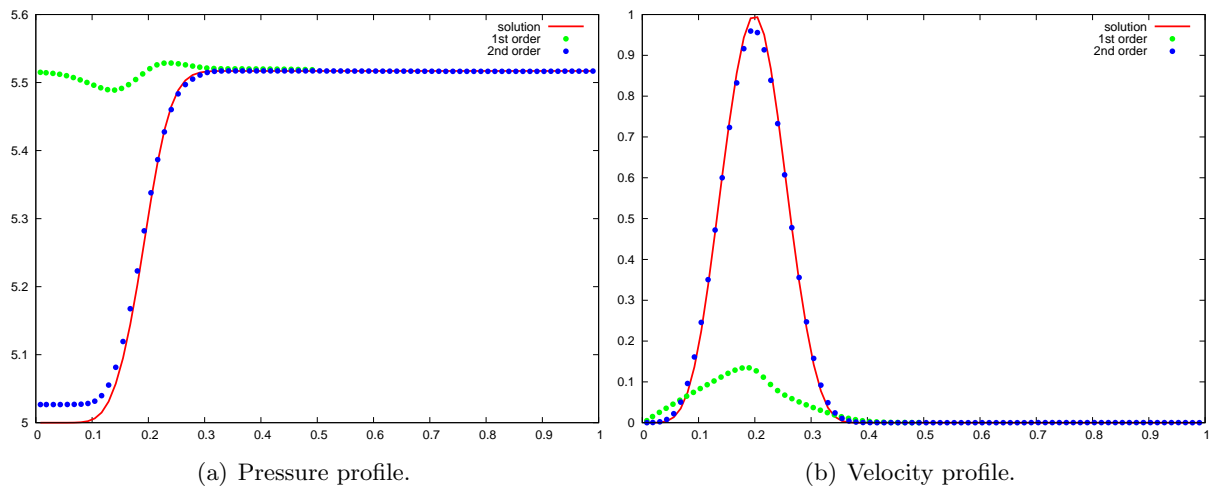 5.6
5.5
5.4
5.3
5.2
5.1
5
0 0.1 0.2 0.3 0.4 0.5 0.6 0.7 0.8 0.9 1
solution
1st order
2nd order
(a) Pressure profile.
1
0.9
0.8
0.7
0.6
0.5
0.4
0.3
0.2
0.1
0
0 0.1 0.2 0.3 0.4 0.5 0.6 0.7 0.8 0.9 1
solution
1st order
2nd order
(b) Velocity profile.